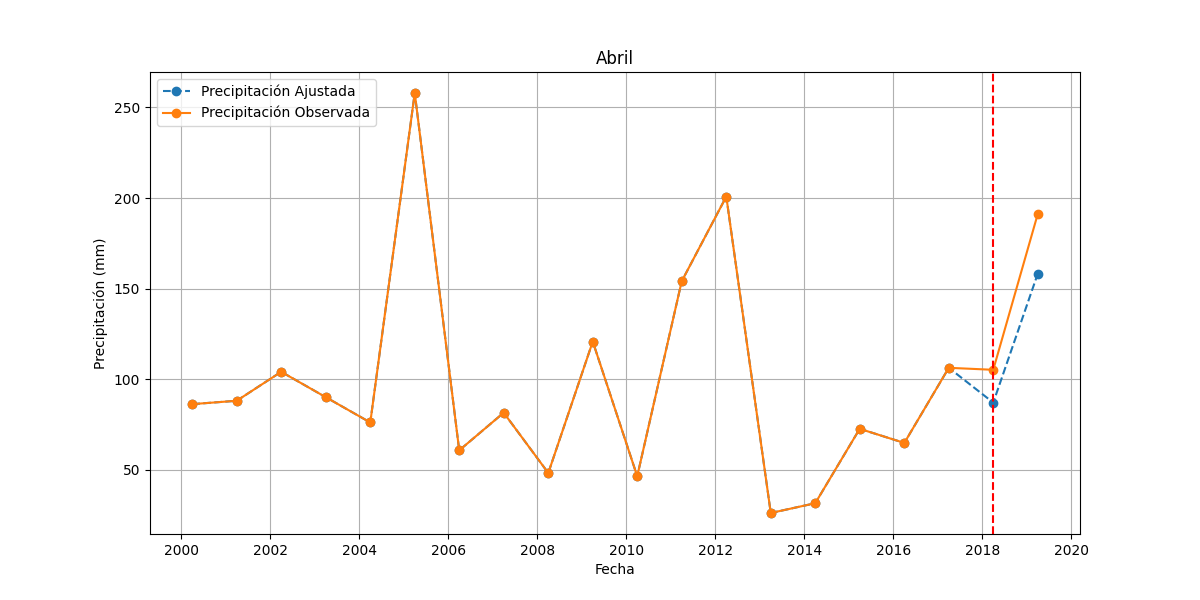 Abril
Precipitación Ajustada
Precipitación Observada
Precipitación (mm)
250
200
150
100
50
2000 2002 2004 2006 2008 2010 2012 2014 2016 2018 2020
Fecha